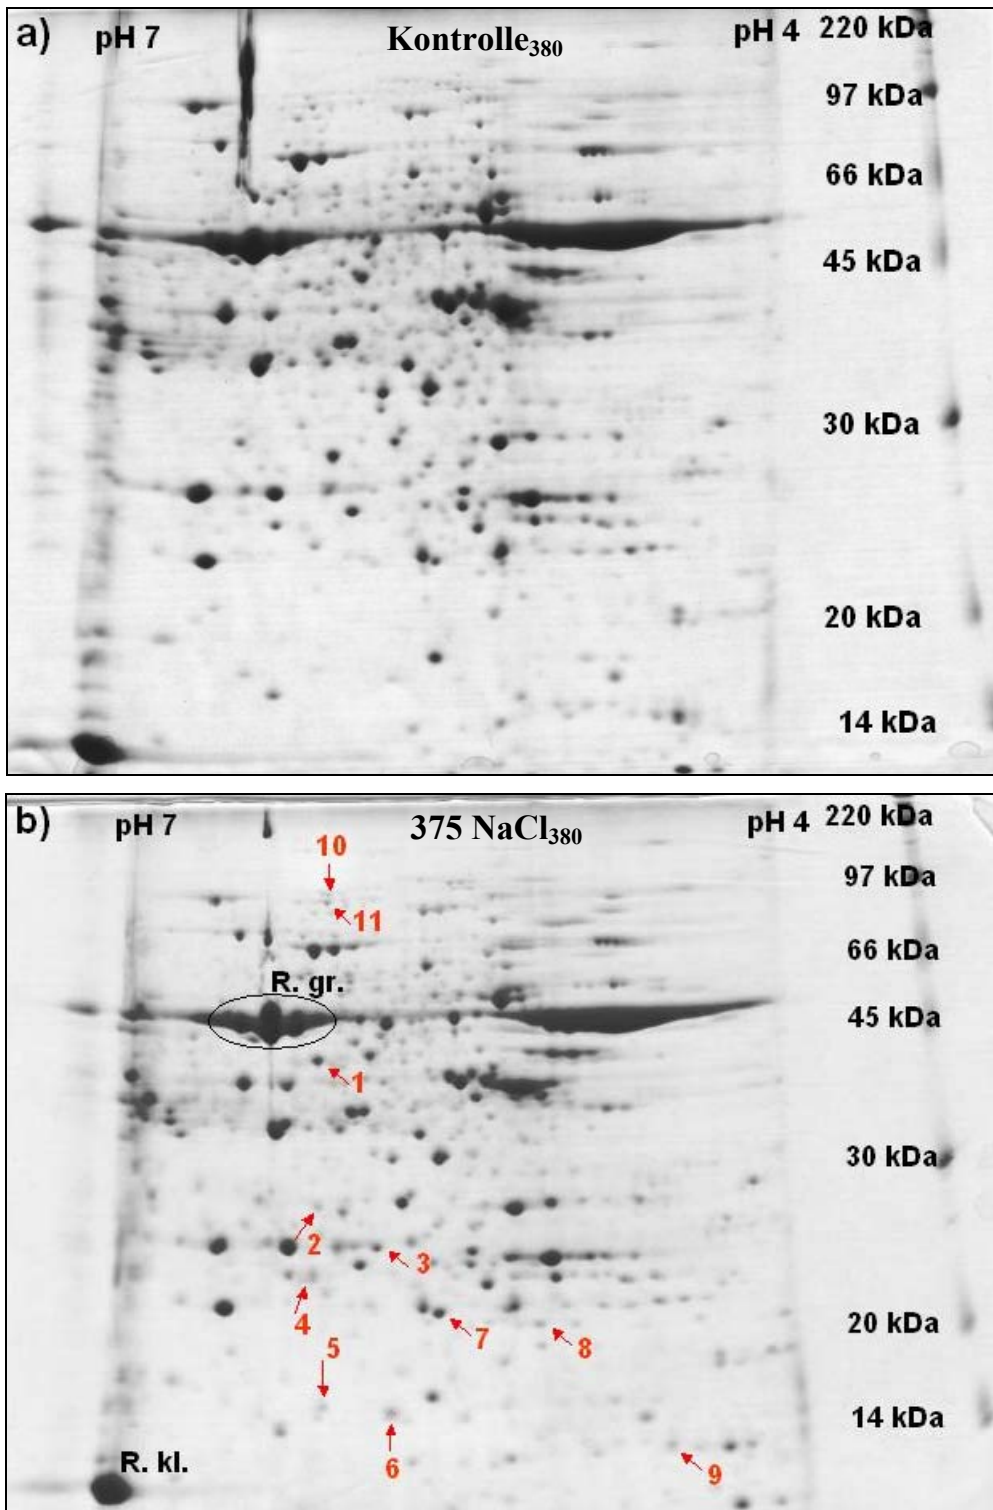 a) pH 7 Kontrolle380 pH 4 220 kDa
97 kDa
66 kDa
45 kDa
30 kDa
20 kDa
14 kDa
b) pH 7 375 NaCl380 pH 4 220 kDa
10
97 kDa
11
66 kDa
R. gr.
45 kDa
1
30 kDa
2
3
4
20 kDa
7
5
8
14 kDa
R. kl.
6
9